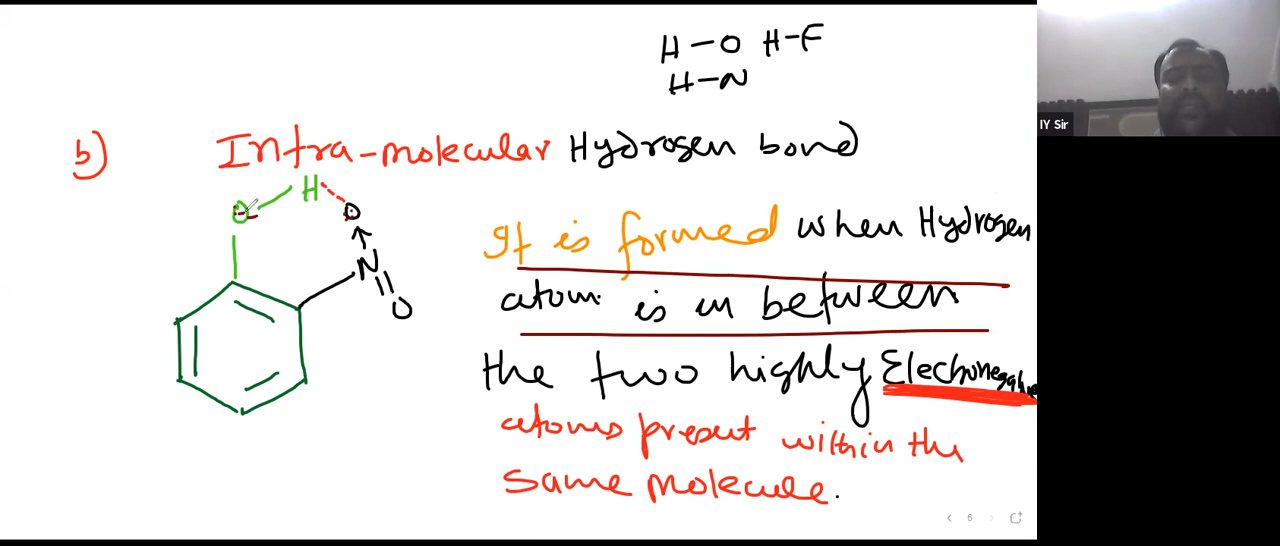 H-O H-F
H-N
b) Intra-molecular Hydrogen bond
H
O O
N
O
It is formed when Hydrogen
atom is in between
the two highly Electronegative
atoms present within the
same molecule.
IY Sir
6